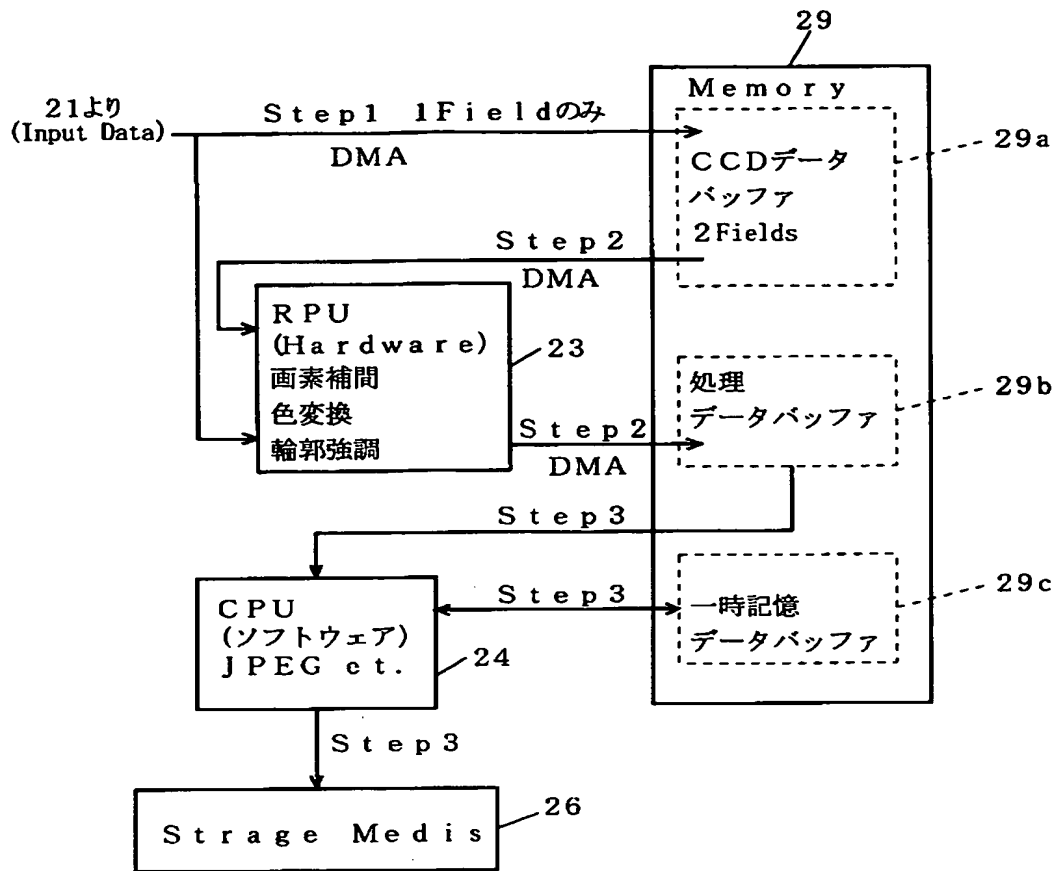 29
Memory
21より
(Input Data)
Step1 1Fieldのみ
DMA
29a
CCDデータ
バッファ
2Fields
Step2
DMA
RPU
(Hardware)
画素補間
色変換
輪郭強調
23
Step2
DMA
処理
データバッファ
29b
Step3
CPU
(ソフトウェア)
JPEG et.
24
Step3
一時記憶
データバッファ
29c
Step3
Strage Medis
26